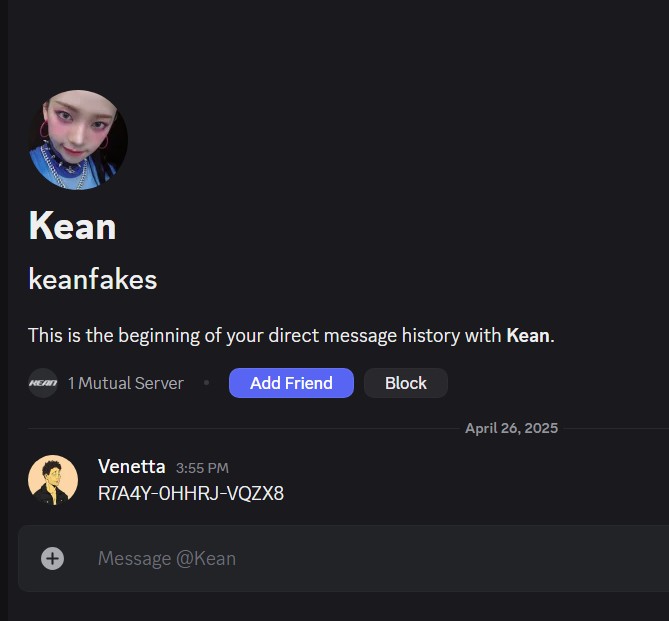 Kean
keanfakes
This is the beginning of your direct message history with Kean.
KEAN 1 Mutual Server • Add Friend Block
April 26, 2025
Venetta 3:55 PM
R7A4Y-0HHRJ-VQZX8
Message @Kean